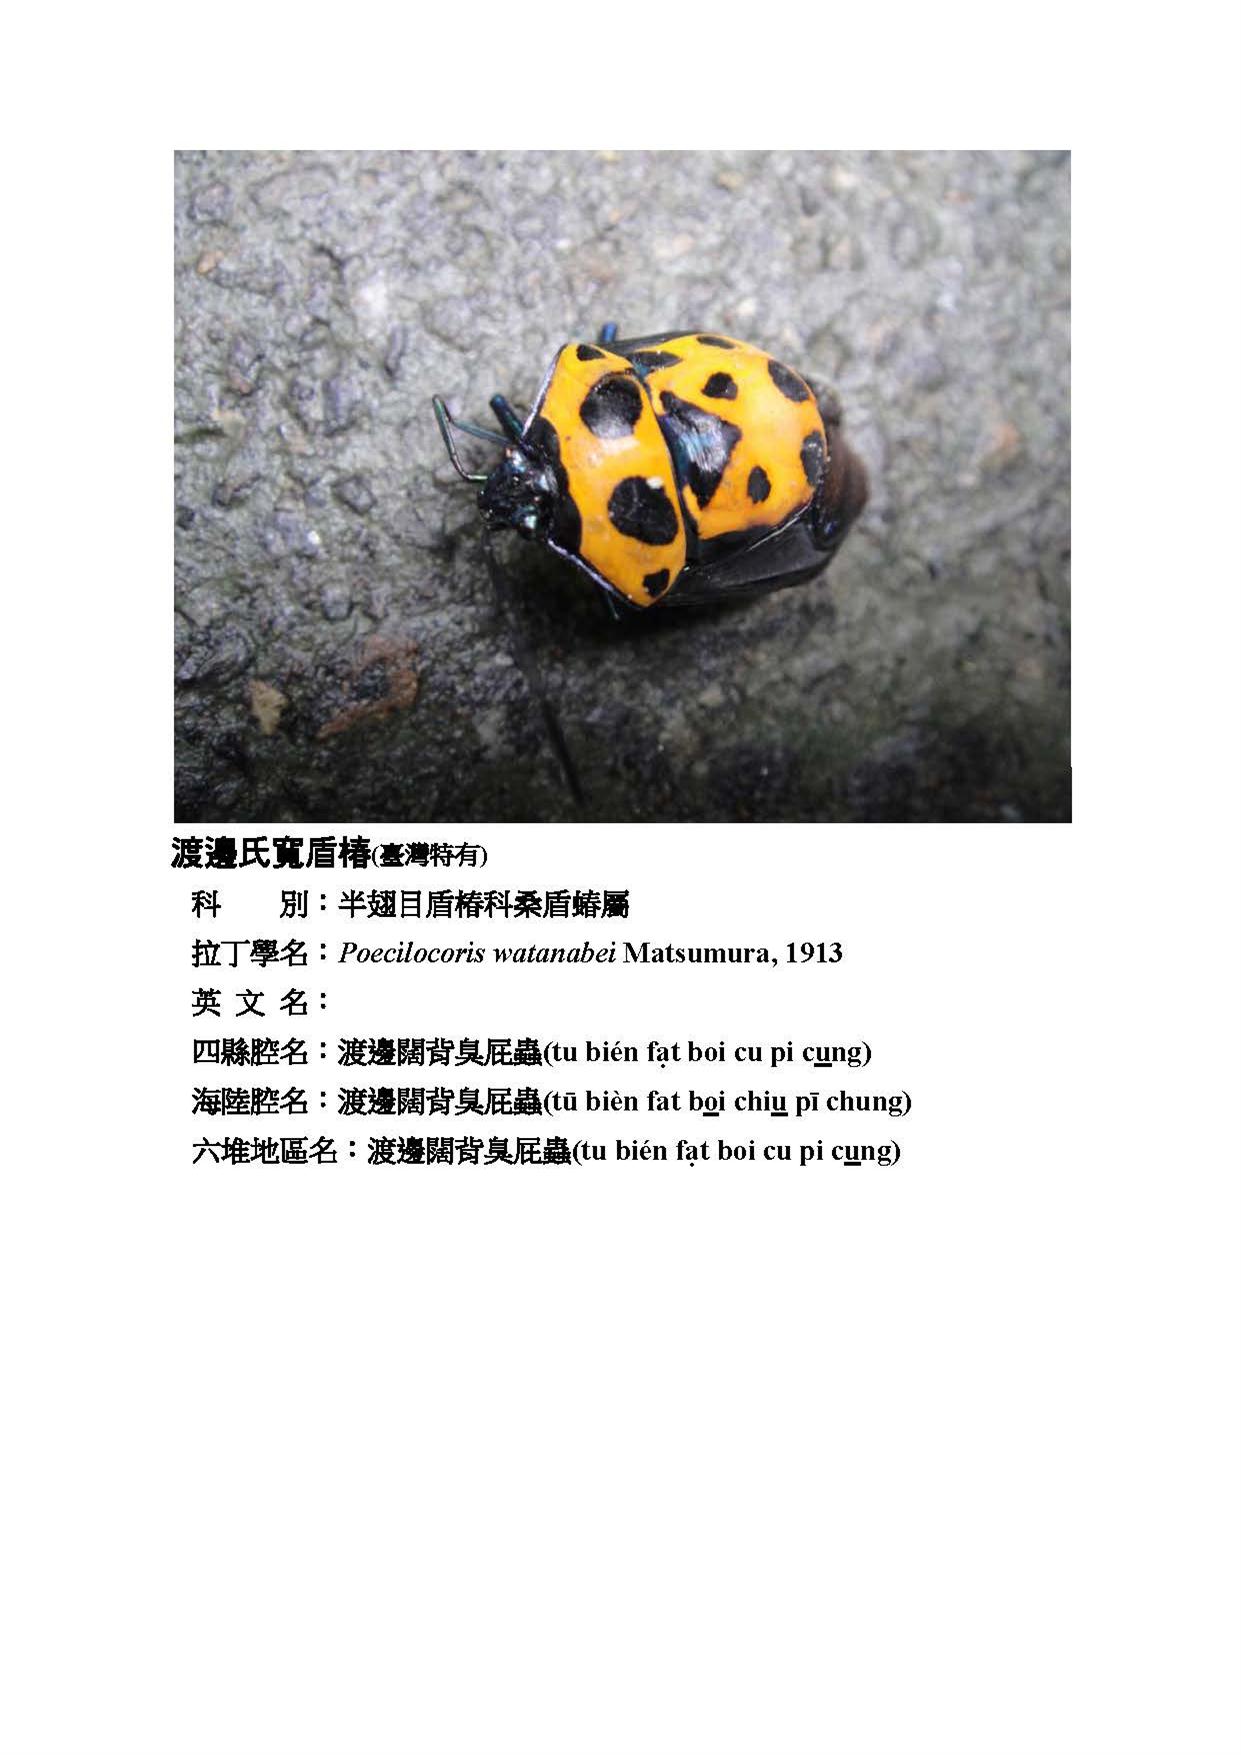 渡邊氏寬盾椿(臺灣特有)
科　　別：半翅目盾椿科桑盾蝽屬
拉丁學名：Poecilocoris watanabei Matsumura, 1913
英 文 名：
四縣腔名：渡邊闊背臭屁蟲(tu bién fạt boi cu pi cu̲ng)
海陸腔名：渡邊闊背臭屁蟲(tū bièn fat bo̲i chiu̲ pī chung)
六堆地區名：渡邊闊背臭屁蟲(tu bién fạt boi cu pi cu̲ng)